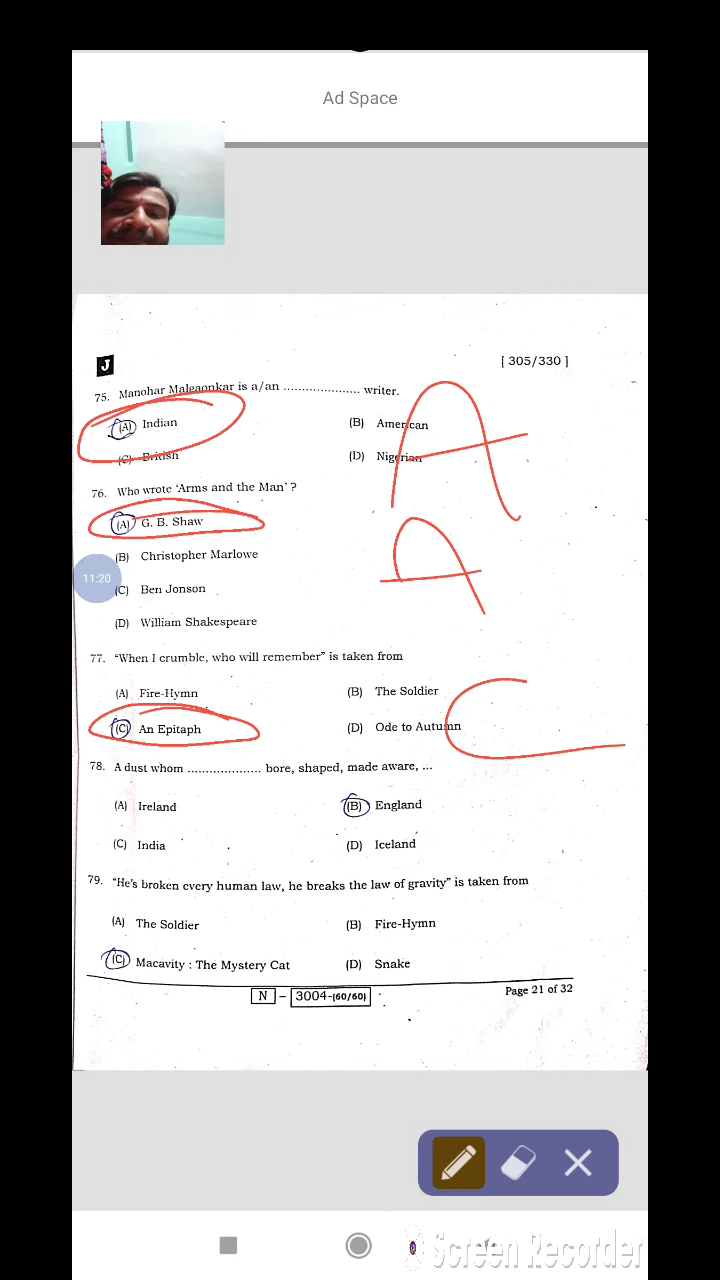 Ad Space
J
[ 305/330 ]
75. Manohar Malgaonkar is a/an .................... writer.
(A) Indian
(B) American
(C) British
(D) Nigerian
76. Who wrote 'Arms and the Man' ?
(A) G. B. Shaw
(B) Christopher Marlowe
11:20
(C) Ben Jonson
(D) William Shakespeare
77. "When I crumble, who will remember" is taken from
(A) Fire-Hymn
(B) The Soldier
(C) An Epitaph
(D) Ode to Autumn
78. A dust whom .................... bore, shaped, made aware, ...
(A) Ireland
(B) England
(C) India
(D) Iceland
79. "He's broken every human law, he breaks the law of gravity" is taken from
(A) The Soldier
(B) Fire-Hymn
(C) Macavity : The Mystery Cat
(D) Snake
N - 3004-(60/60)
Page 21 of 32
A
A
C
Screen Recorder